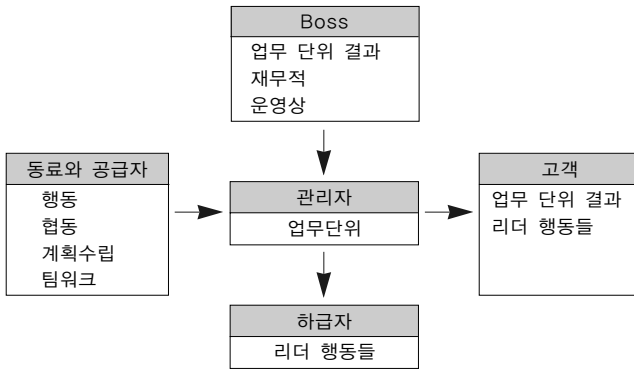 Boss
업무 단위 결과
재무적
운영상
동료와 공급자
행동
협동
계획수립
팀워크
관리자
업무단위
고객
업무 단위 결과
리더 행동들
하급자
리더 행동들